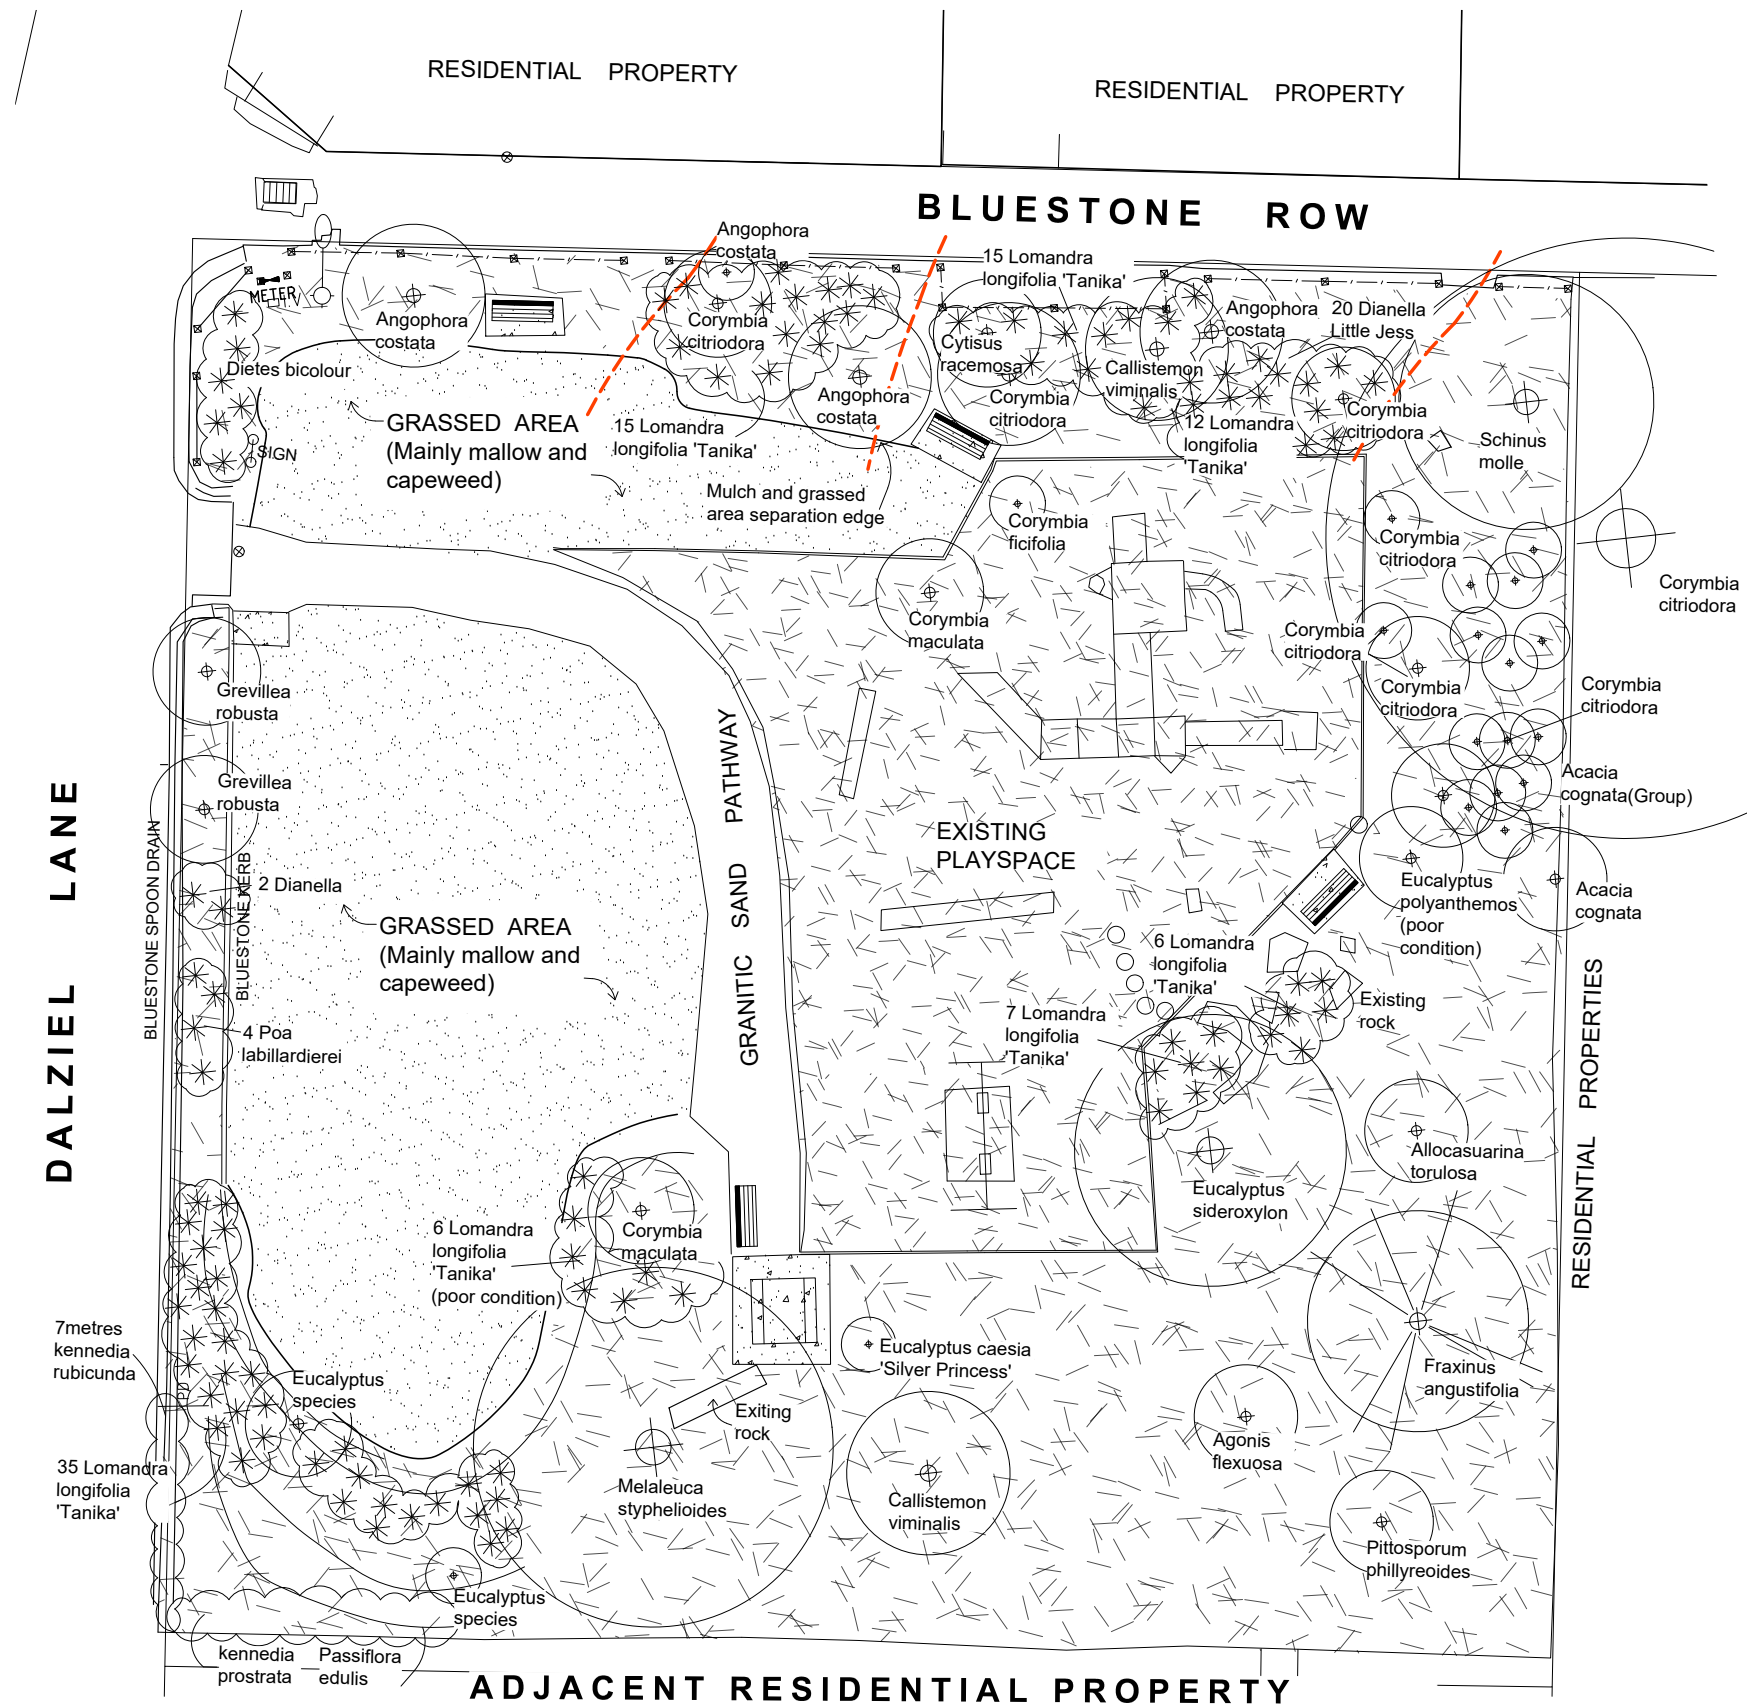 RESIDENTIAL PROPERTY
RESIDENTIAL PROPERTY
BLUESTONE ROW
Angophora
costata
15 Lomandra
longifolia 'Tanika'
METER
Angophora
costata
Corymbia
citriodora
Angophora
costata
20 Dianella
Little Jess
Cytisus
racemosa
Callistemon
viminalis
Dietes bicolour
Angophora
costata
Corymbia
citriodora
Corymbia
citriodora
GRASSED AREA
(Mainly mallow and
capeweed)
15 Lomandra
longifolia 'Tanika'
12 Lomandra
longifolia
'Tanika'
Schinus
molle
SIGN
Mulch and grassed
area separation edge
Corymbia
ficifolia
Corymbia
citriodora
Corymbia
citriodora
Corymbia
maculata
Corymbia
citriodora
Grevillea
robusta
Corymbia
citriodora
Corymbia
citriodora
Grevillea
robusta
Acacia
cognata(Group)
GRANITIC SAND PATHWAY
EXISTING
PLAYSPACE
DALZIEL LANE
BLUESTONE SPOON DRAIN
BLUESTONE KERB
2 Dianella
Eucalyptus
polyanthemos
(poor
condition)
Acacia
cognata
GRASSED AREA
(Mainly mallow and
capeweed)
6 Lomandra
longifolia
'Tanika'
Existing
rock
7 Lomandra
longifolia
'Tanika'
4 Poa
labillardierei
RESIDENTIAL PROPERTIES
Allocasuarina
torulosa
Eucalyptus
sideroxylon
6 Lomandra
longifolia
'Tanika'
(poor condition)
Corymbia
maculata
7metres
kennedia
rubicunda
Eucalyptus caesia
'Silver Princess'
Eucalyptus
species
Fraxinus
angustifolia
PD
Exiting
rock
Agonis
flexuosa
35 Lomandra
longifolia
'Tanika'
Melaleuca
styphelioides
Callistemon
viminalis
Pittosporum
phillyreoides
Eucalyptus
species
kennedia
prostrata
Passiflora
edulis
ADJACENT RESIDENTIAL PROPERTY